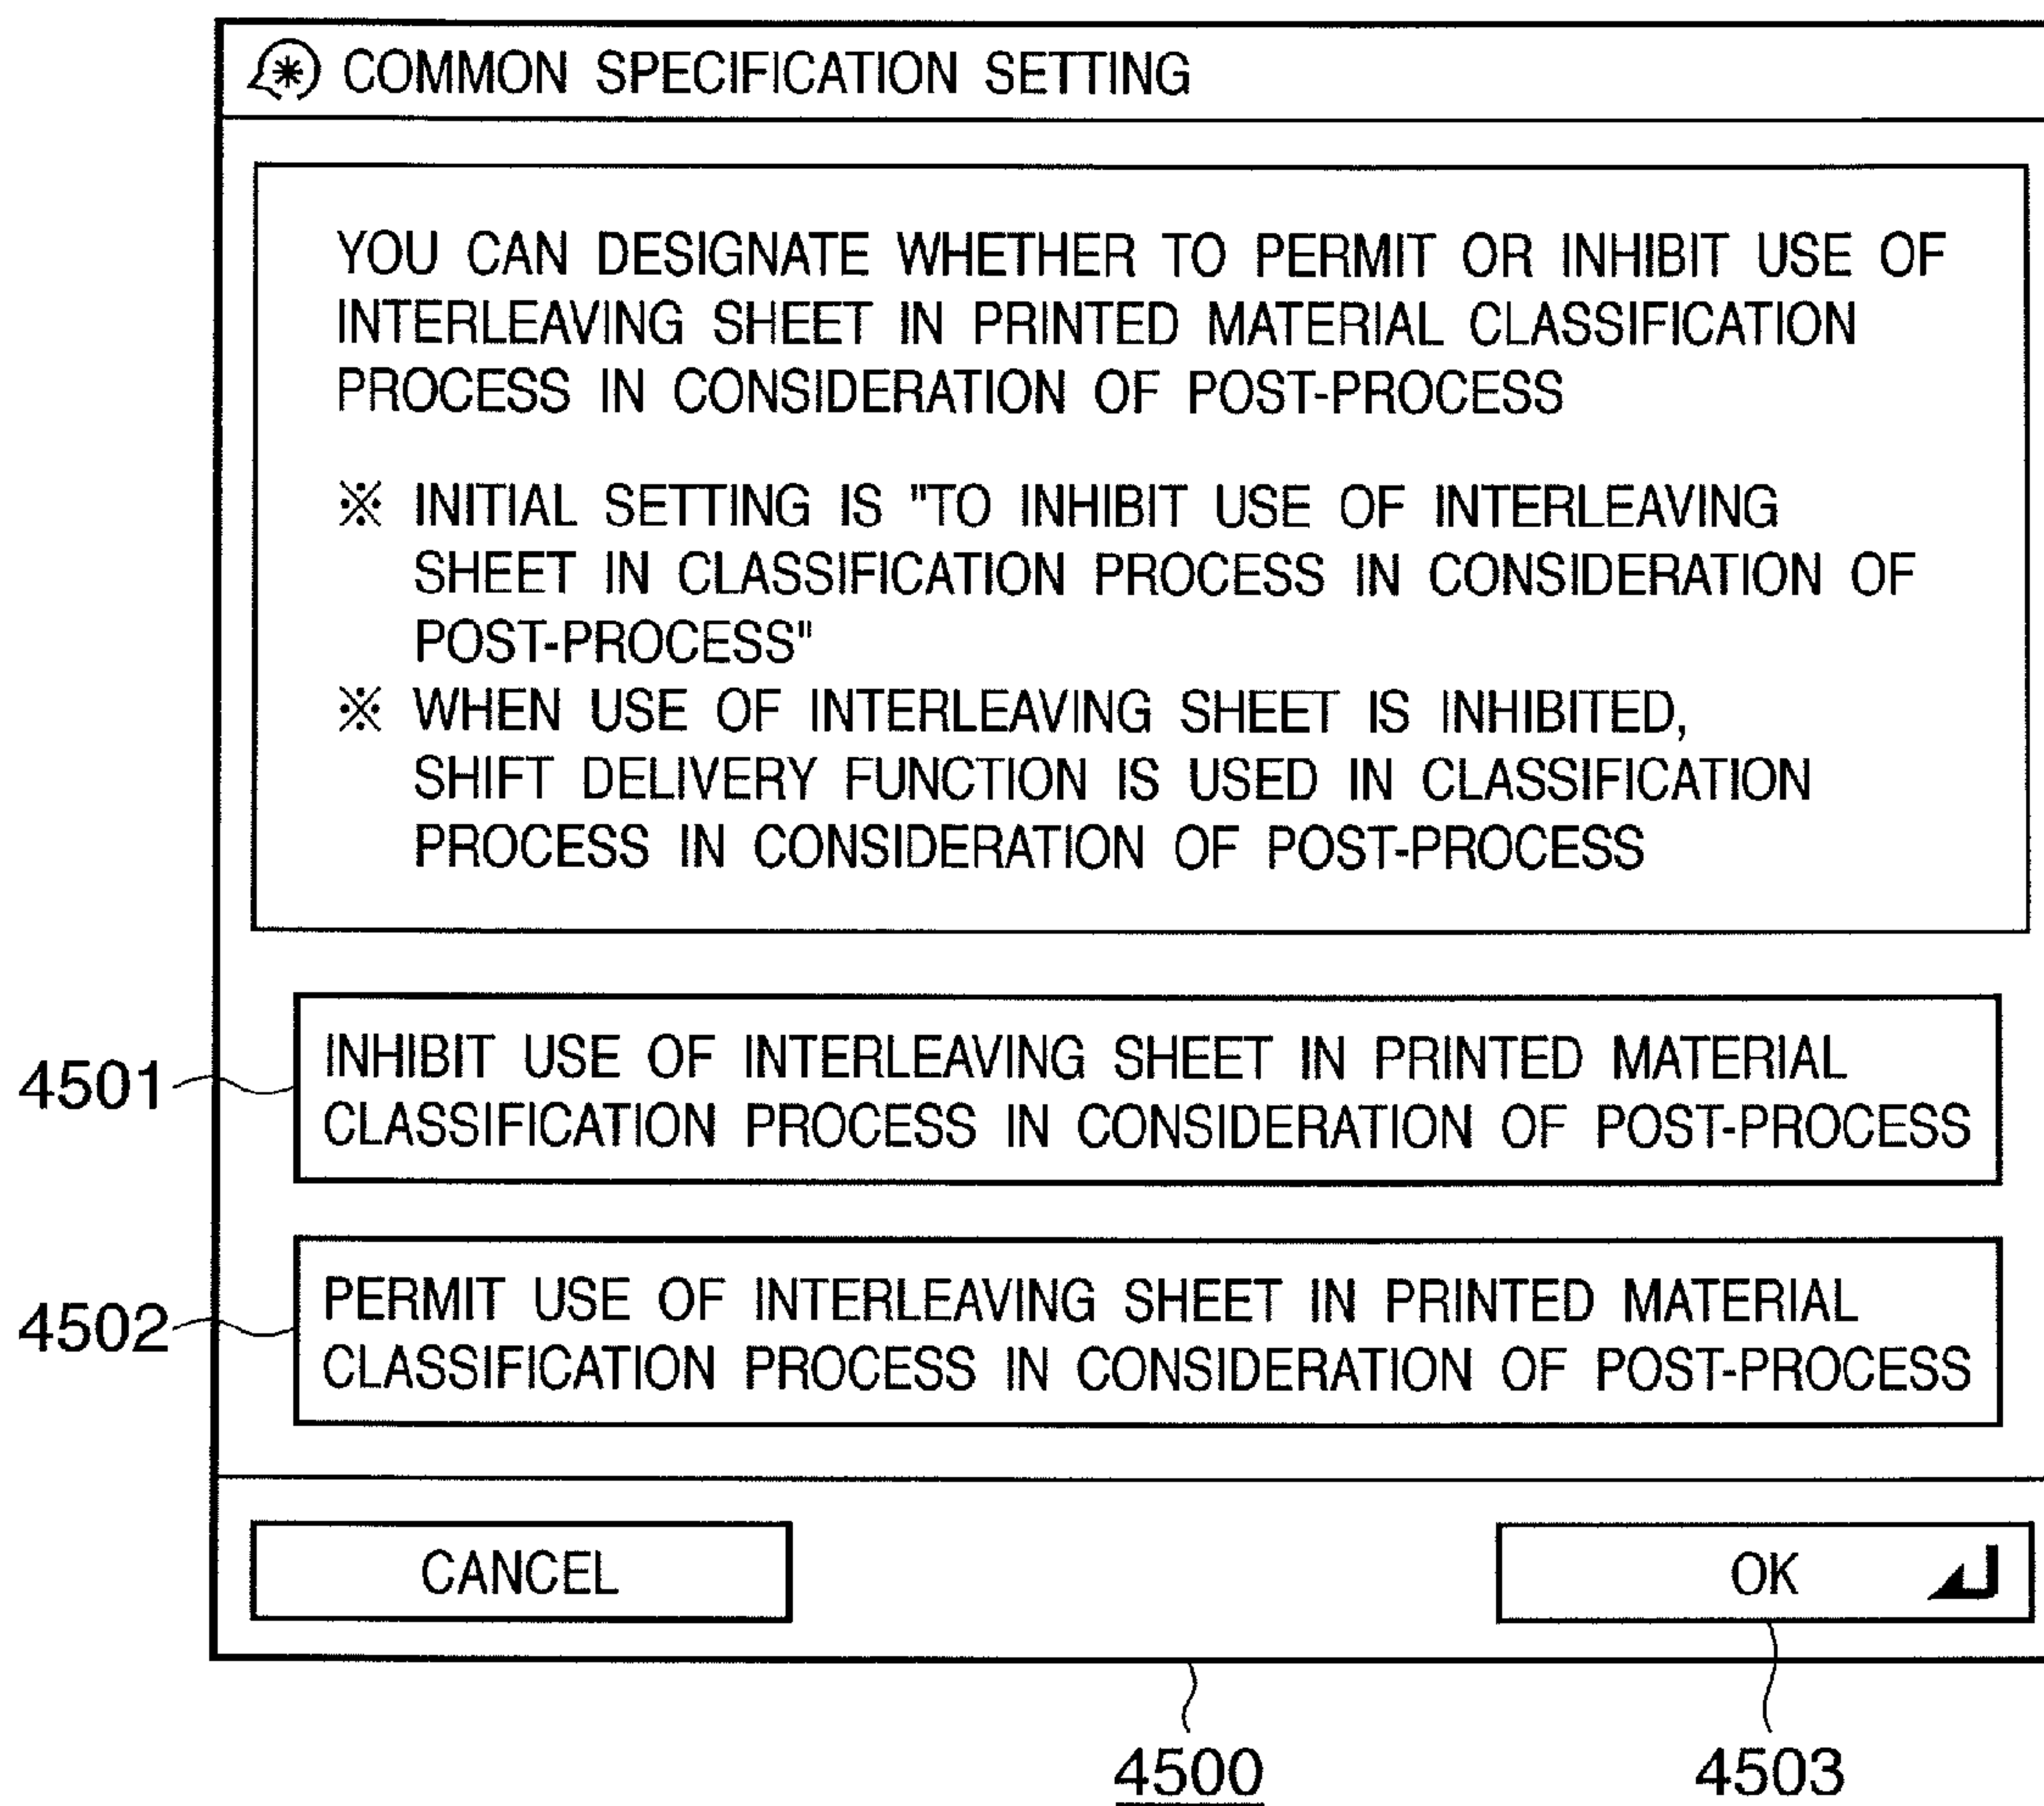 COMMON SPECIFICATION SETTING
YOU CAN DESIGNATE WHETHER TO PERMIT OR INHIBIT USE OF
INTERLEAVING SHEET IN PRINTED MATERIAL CLASSIFICATION
PROCESS IN CONSIDERATION OF POST-PROCESS
※ INITIAL SETTING IS "TO INHIBIT USE OF INTERLEAVING
SHEET IN CLASSIFICATION PROCESS IN CONSIDERATION OF
POST-PROCESS"
※ WHEN USE OF INTERLEAVING SHEET IS INHIBITED,
SHIFT DELIVERY FUNCTION IS USED IN CLASSIFICATION
PROCESS IN CONSIDERATION OF POST-PROCESS
4501
INHIBIT USE OF INTERLEAVING SHEET IN PRINTED MATERIAL
CLASSIFICATION PROCESS IN CONSIDERATION OF POST-PROCESS
4502
PERMIT USE OF INTERLEAVING SHEET IN PRINTED MATERIAL
CLASSIFICATION PROCESS IN CONSIDERATION OF POST-PROCESS
CANCEL
OK
4500
4503